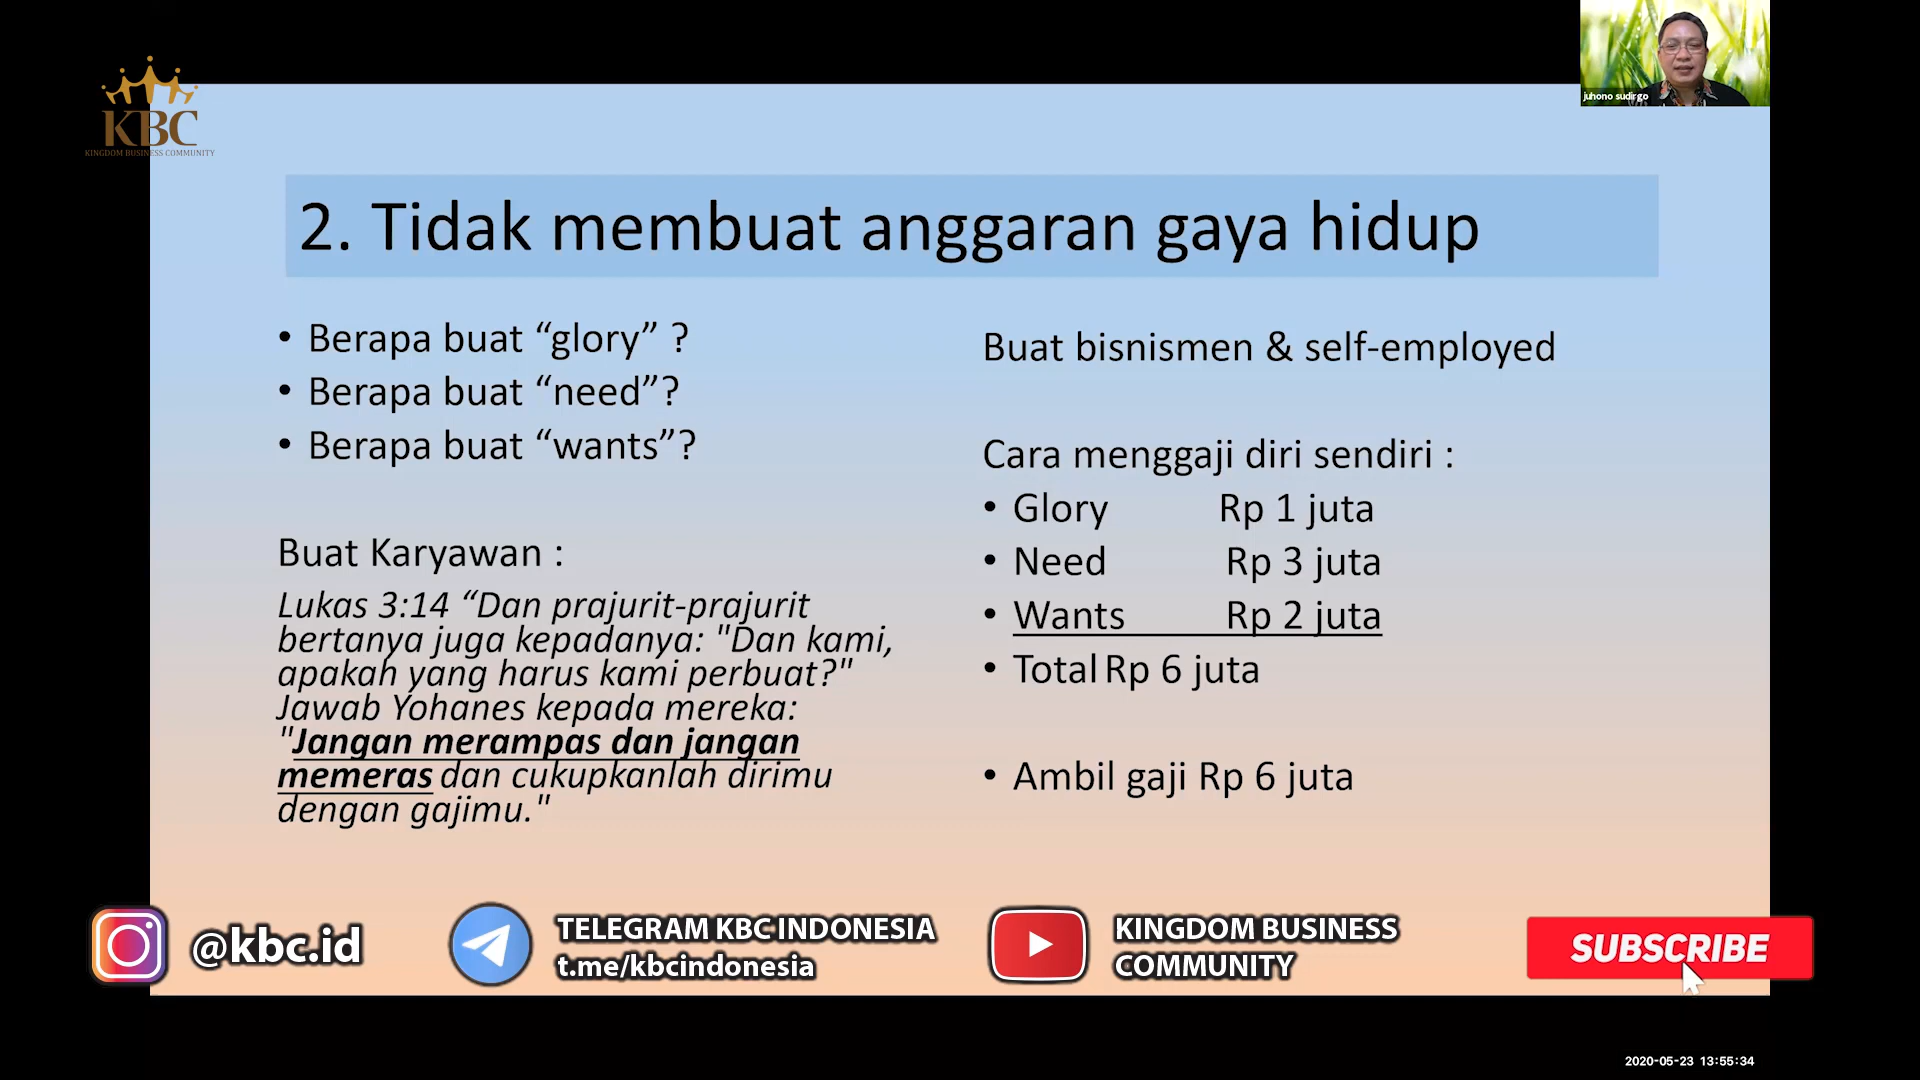 KBC
KINGDOM BUSINESS COMMUNITY
juhono sudirgo
2. Tidak membuat anggaran gaya hidup
• Berapa buat “glory” ?
• Berapa buat “need”?
• Berapa buat “wants”?
Buat Karyawan :
Lukas 3:14 “Dan prajurit-prajurit
bertanya juga kepadanya: "Dan kami,
apakah yang harus kami perbuat?"
Jawab Yohanes kepada mereka:
"Jangan merampas dan jangan
memeras dan cukupkanlah dirimu
dengan gajimu."
Buat bisnismen & self-employed
Cara menggaji diri sendiri :
• Glory Rp 1 juta
• Need Rp 3 juta
• Wants Rp 2 juta
• Total Rp 6 juta
• Ambil gaji Rp 6 juta
@kbc.id
TELEGRAM KBC INDONESIA
t.me/kbcindonesia
KINGDOM BUSINESS
COMMUNITY
SUBSCRIBE
2020-05-23 13:55:34